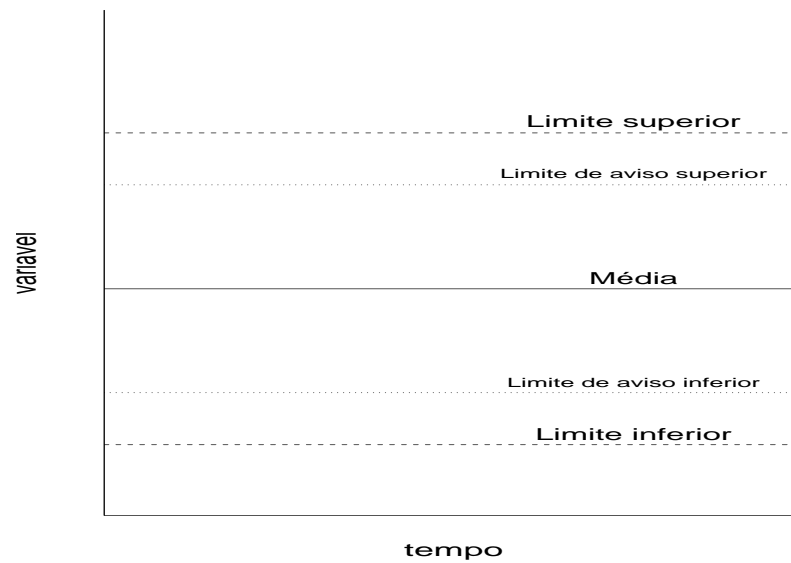 Limite superior
Limite de aviso superior
variavel
Média
Limite de aviso inferior
Limite inferior
tempo